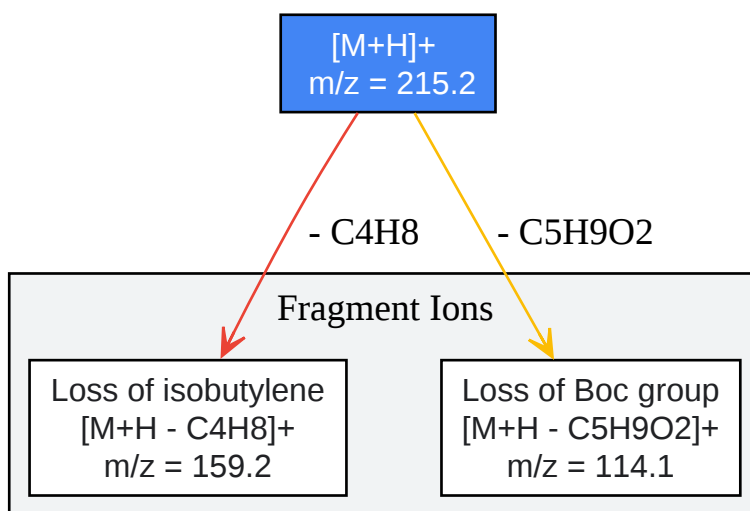 [M+H]+
m/z = 215.2
- C4H8
- C5H9O2
Fragment Ions
Loss of isobutylene
[M+H - C4H8]+
m/z = 159.2
Loss of Boc group
[M+H - C5H9O2]+
m/z = 114.1